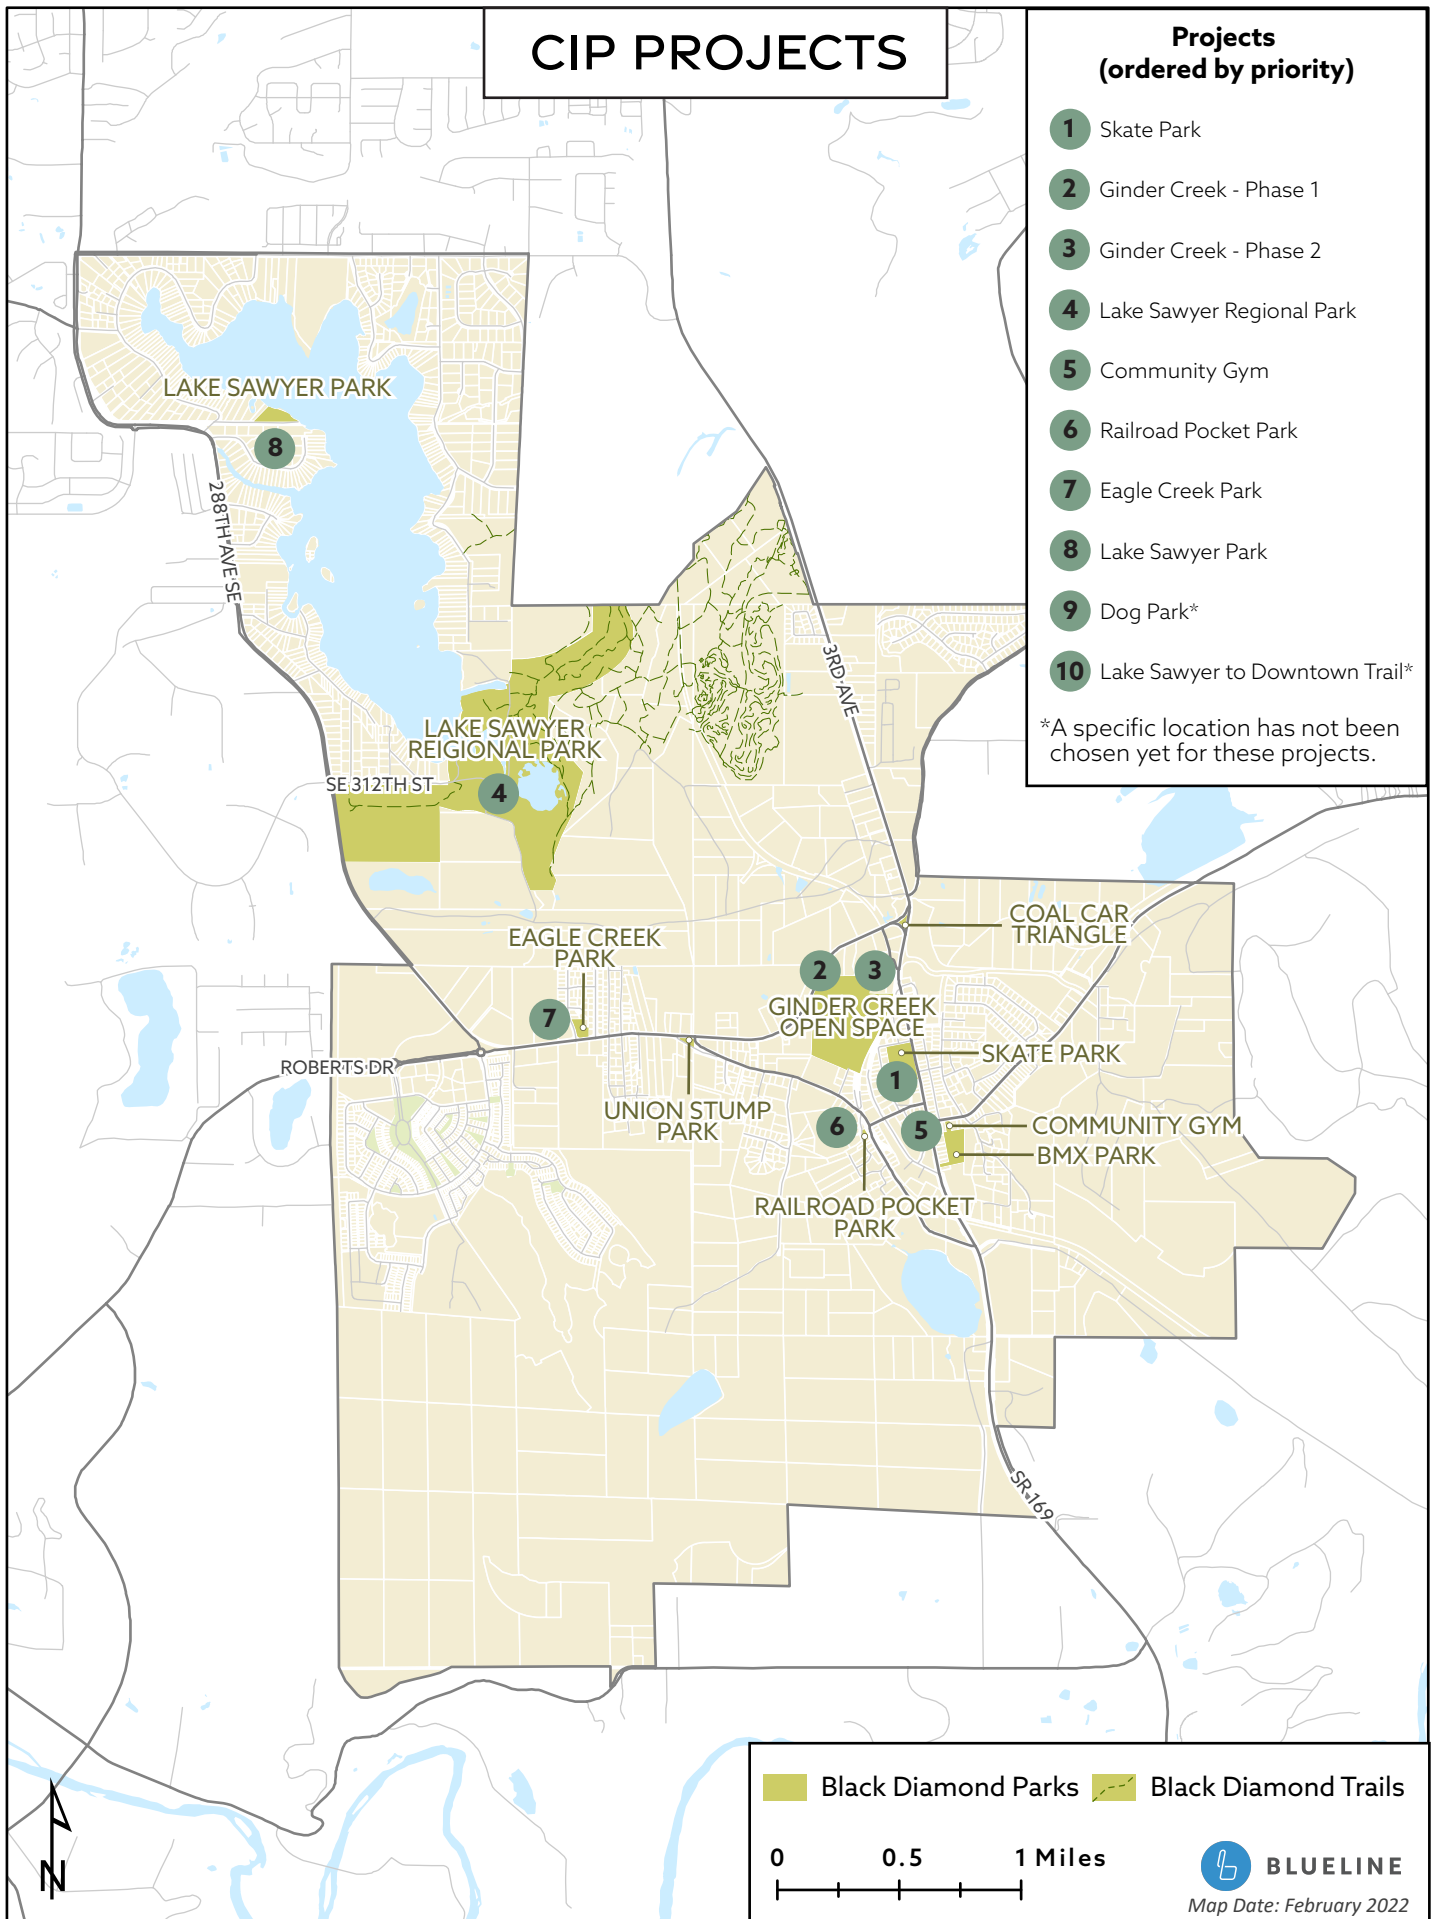 CIP PROJECTS
Projects
(ordered by priority)
1 Skate Park
2 Ginder Creek - Phase 1
3 Ginder Creek - Phase 2
4 Lake Sawyer Regional Park
5 Community Gym
6 Railroad Pocket Park
7 Eagle Creek Park
8 Lake Sawyer Park
9 Dog Park*
10 Lake Sawyer to Downtown Trail*
*A specific location has not been
chosen yet for these projects.
LAKE SAWYER PARK
8
288TH AVE SE
3RD AVE
LAKE SAWYER
REIGIONAL PARK
SE 312TH ST
4
COAL CAR
TRIANGLE
EAGLE CREEK
PARK
2
3
7
GINDER CREEK
OPEN SPACE
SKATE PARK
ROBERTS DR
1
UNION STUMP
PARK
6
5
COMMUNITY GYM
BMX PARK
RAILROAD POCKET
PARK
SR 169
N
Black Diamond Parks
Black Diamond Trails
0 0.5 1 Miles
BLUELINE
Map Date: February 2022